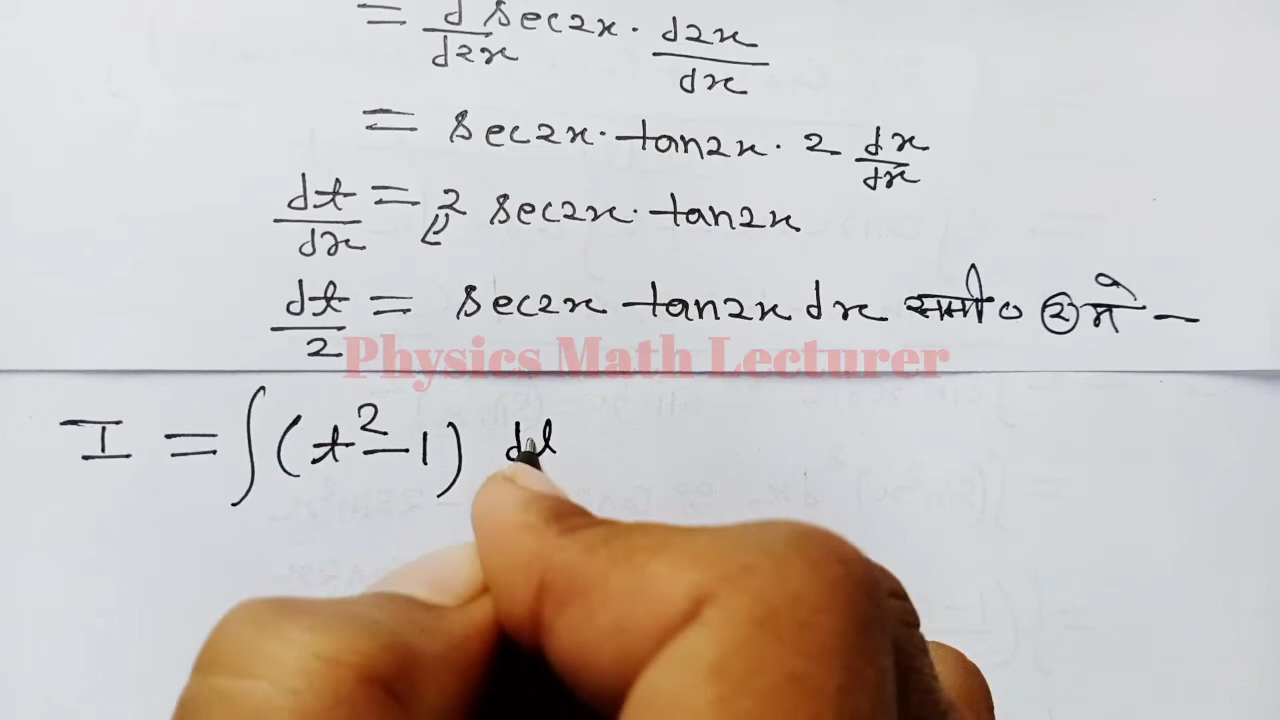 = d/d2x sec2x · d2x/dx
= sec2x · tan2x · 2 dx/dx
dt/dx = 2 sec2x · tan2x
dt/2 = sec2x tan2x dx समी० ② में –
Physics Math Lecturer
I = ∫(t²-1) dt